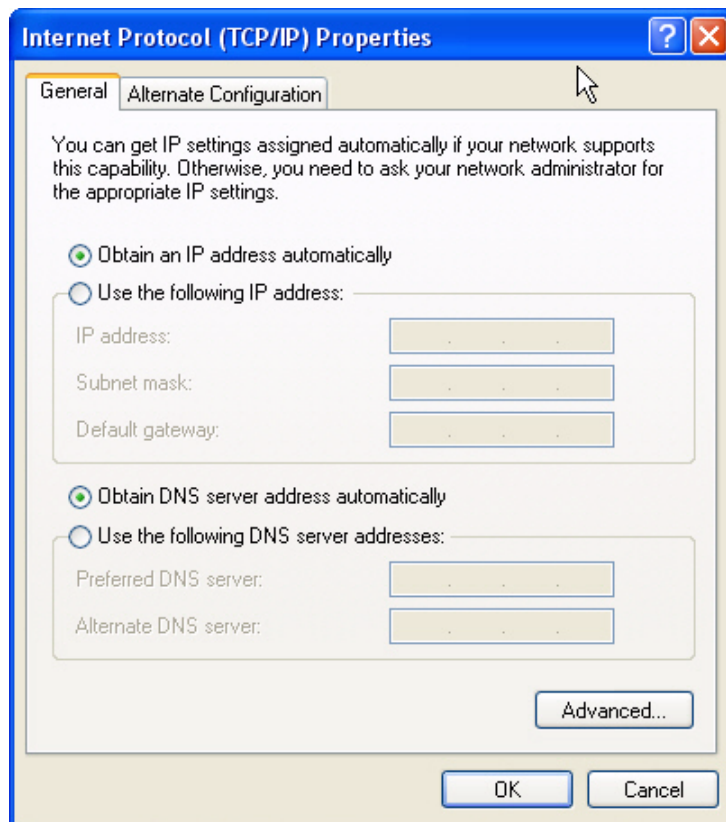 Internet Protocol (TCP/IP) Properties
General
Alternate Configuration
You can get IP settings assigned automatically if your network supports
this capability. Otherwise, you need to ask your network administrator for
the appropriate IP settings.
Obtain an IP address automatically
Use the following IP address:
IP address:
Subnet mask:
Default gateway:
Obtain DNS server address automatically
Use the following DNS server addresses:
Preferred DNS server:
Alternate DNS server:
Advanced...
OK
Cancel